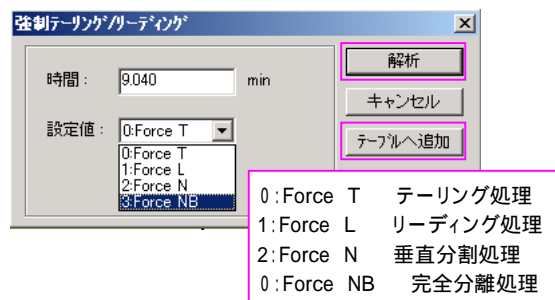 強制テーリング/リーディング
時間：
9.040
min
設定値：
0:Force T
0:Force T
1:Force L
2:Force N
3:Force NB
解析
キャンセル
テーブルへ追加
0:Force T テーリング処理
1:Force L リーディング処理
2:Force N 垂直分割処理
0:Force NB 完全分離処理